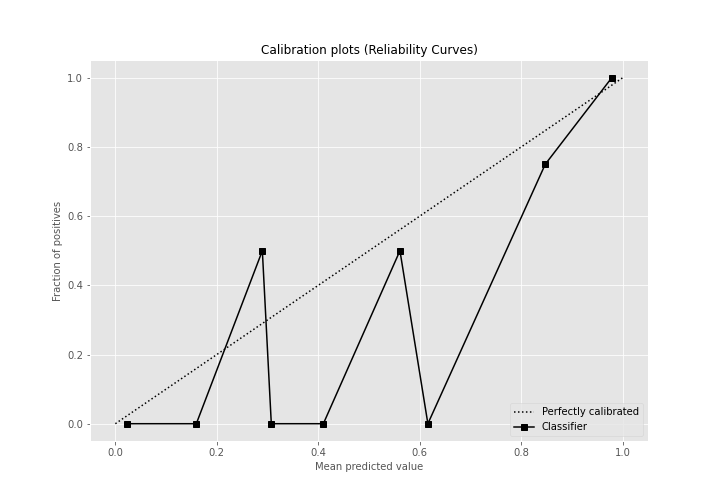 Calibration plots (Reliability Curves)
1.0
0.8
0.6
0.4
0.2
0.0
Fraction of positives
0.0 0.2 0.4 0.6 0.8 1.0
Mean predicted value
Perfectly calibrated
Classifier